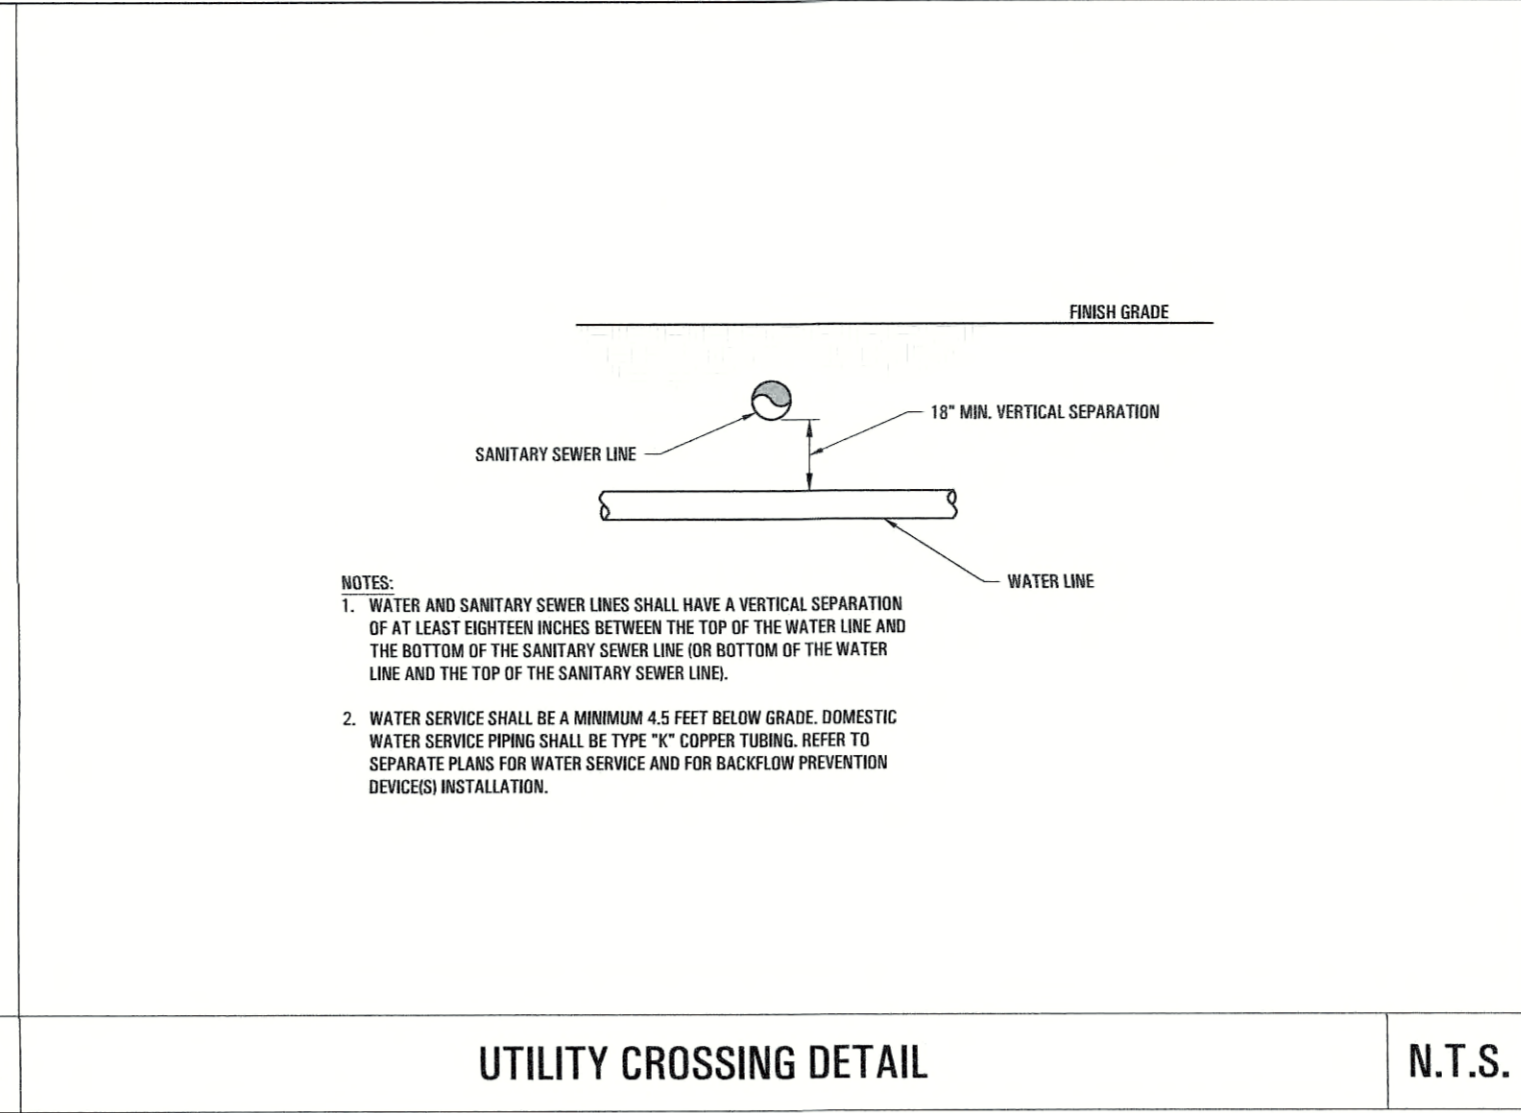 FINISH GRADE
18" MIN. VERTICAL SEPARATION
SANITARY SEWER LINE
WATER LINE
NOTES:
1. WATER AND SANITARY SEWER LINES SHALL HAVE A VERTICAL SEPARATION
OF AT LEAST EIGHTEEN INCHES BETWEEN THE TOP OF THE WATER LINE AND
THE BOTTOM OF THE SANITARY SEWER LINE (OR BOTTOM OF THE WATER
LINE AND THE TOP OF THE SANITARY SEWER LINE).
2. WATER SERVICE SHALL BE A MINIMUM 4.5 FEET BELOW GRADE. DOMESTIC
WATER SERVICE PIPING SHALL BE TYPE "K" COPPER TUBING. REFER TO
SEPARATE PLANS FOR WATER SERVICE AND FOR BACKFLOW PREVENTION
DEVICE(S) INSTALLATION.
UTILITY CROSSING DETAIL
N.T.S.